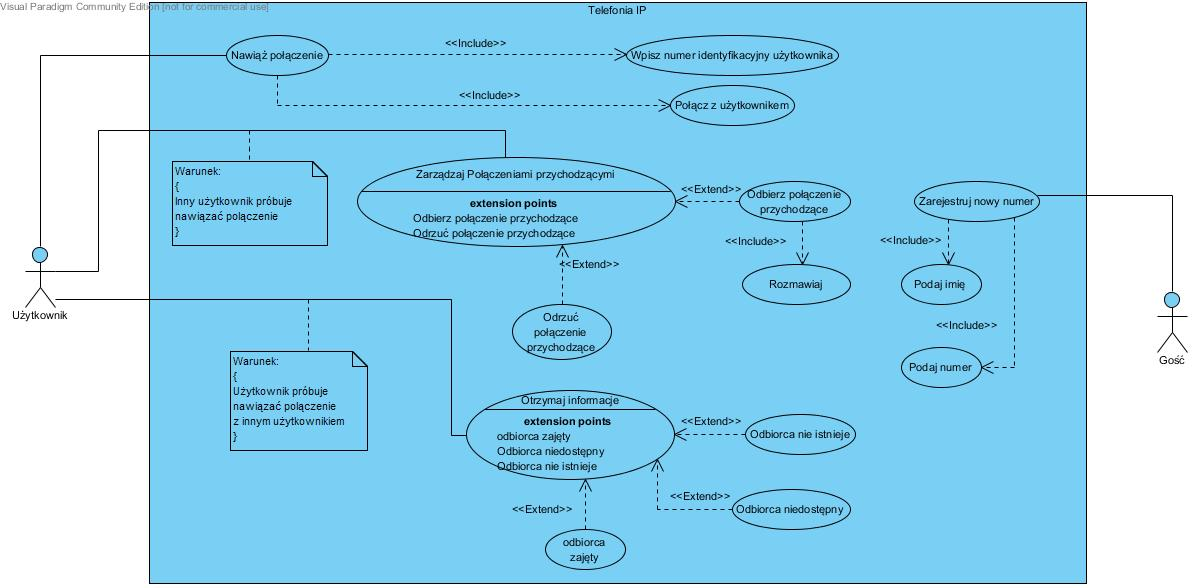 Visual Paradigm Community Edition [not for commercial use]
Telefonia IP
Nawiąż połączenie
<<Include>>
Wpisz numer identyfikacyjny użytkownika
<<Include>>
Połącz z użytkownikem
Warunek:
{
Inny użytkownik próbuje
nawiązać polączenie
}
Zarządzaj Połączeniami przychodzącymi
extension points
Odbierz połączenie przychodzące
Odrzuć połączenie przychodzące
<<Extend>>
Odbierz połączenie
przychodzące
<<Include>>
Rozmawiaj
<<Extend>>
Odrzuć
połączenie
przychodzące
Zarejestruj nowy numer
<<Include>>
Podaj imię
<<Include>>
Podaj numer
Użytkownik
Gość
Warunek:
{
Użytkownik próbuje
nawiązać polączenie
z innym użytkownikiem
}
Otrzymaj informacje
extension points
odbiorca zajęty
Odbiorca niedostępny
Odbiorca nie istnieje
<<Extend>>
Odbiorca nie istnieje
<<Extend>>
Odbiorca niedostępny
<<Extend>>
odbiorca
zajęty